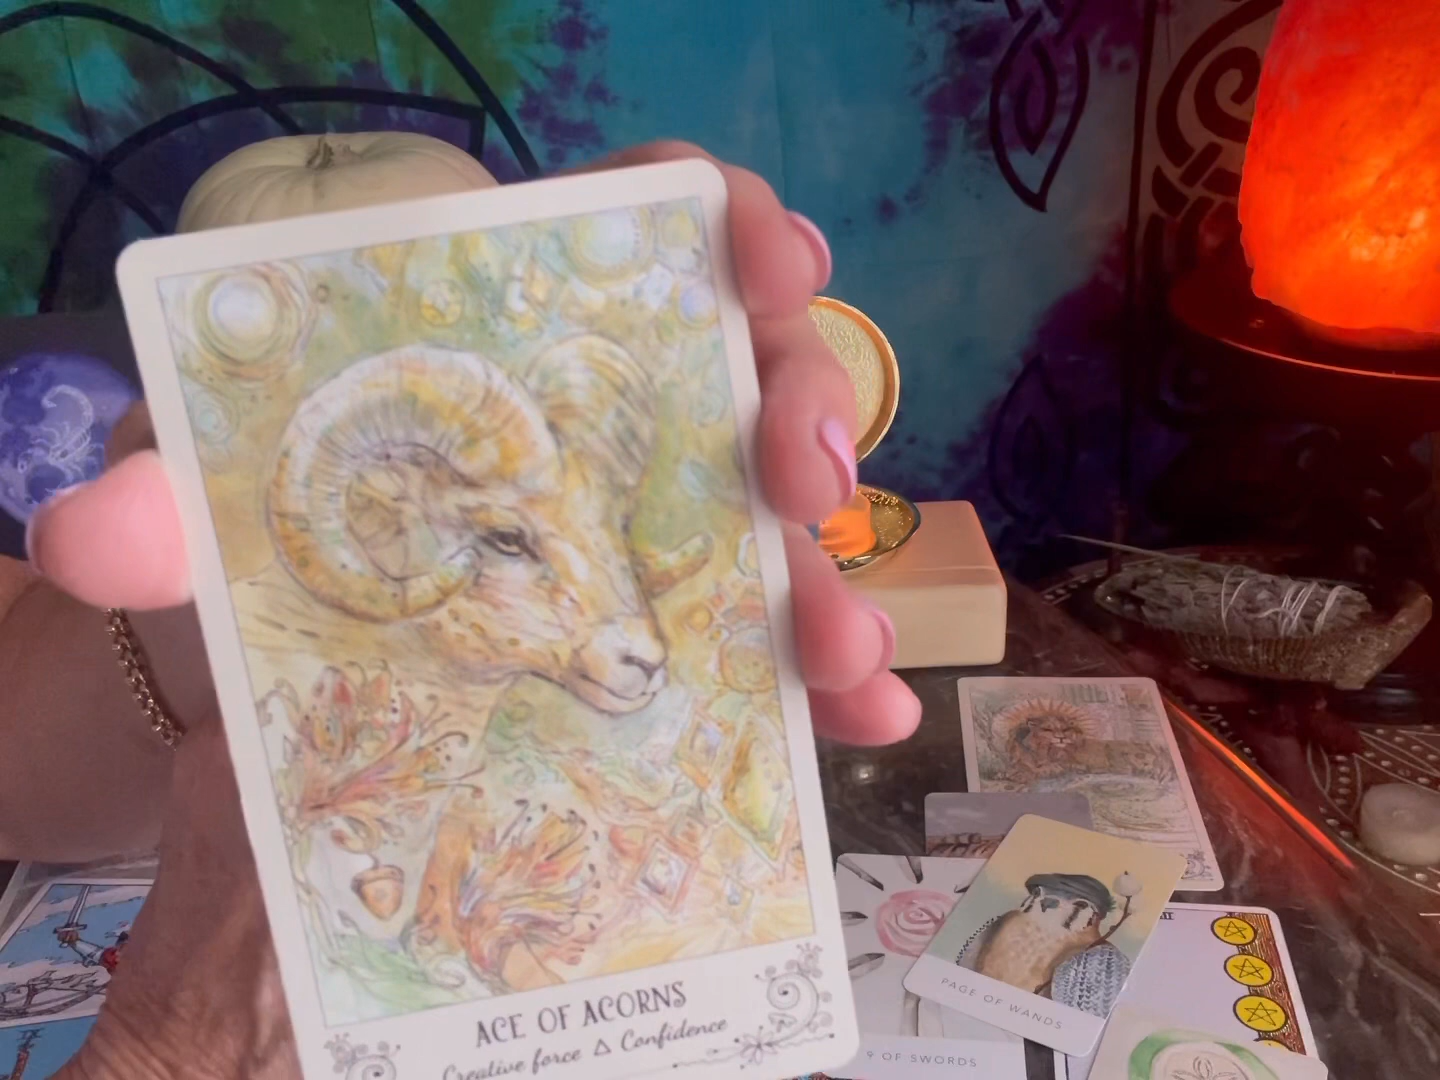 ACE OF ACORNS
Creative force △ Confidence
PAGE OF WANDS
9 OF SWORDS